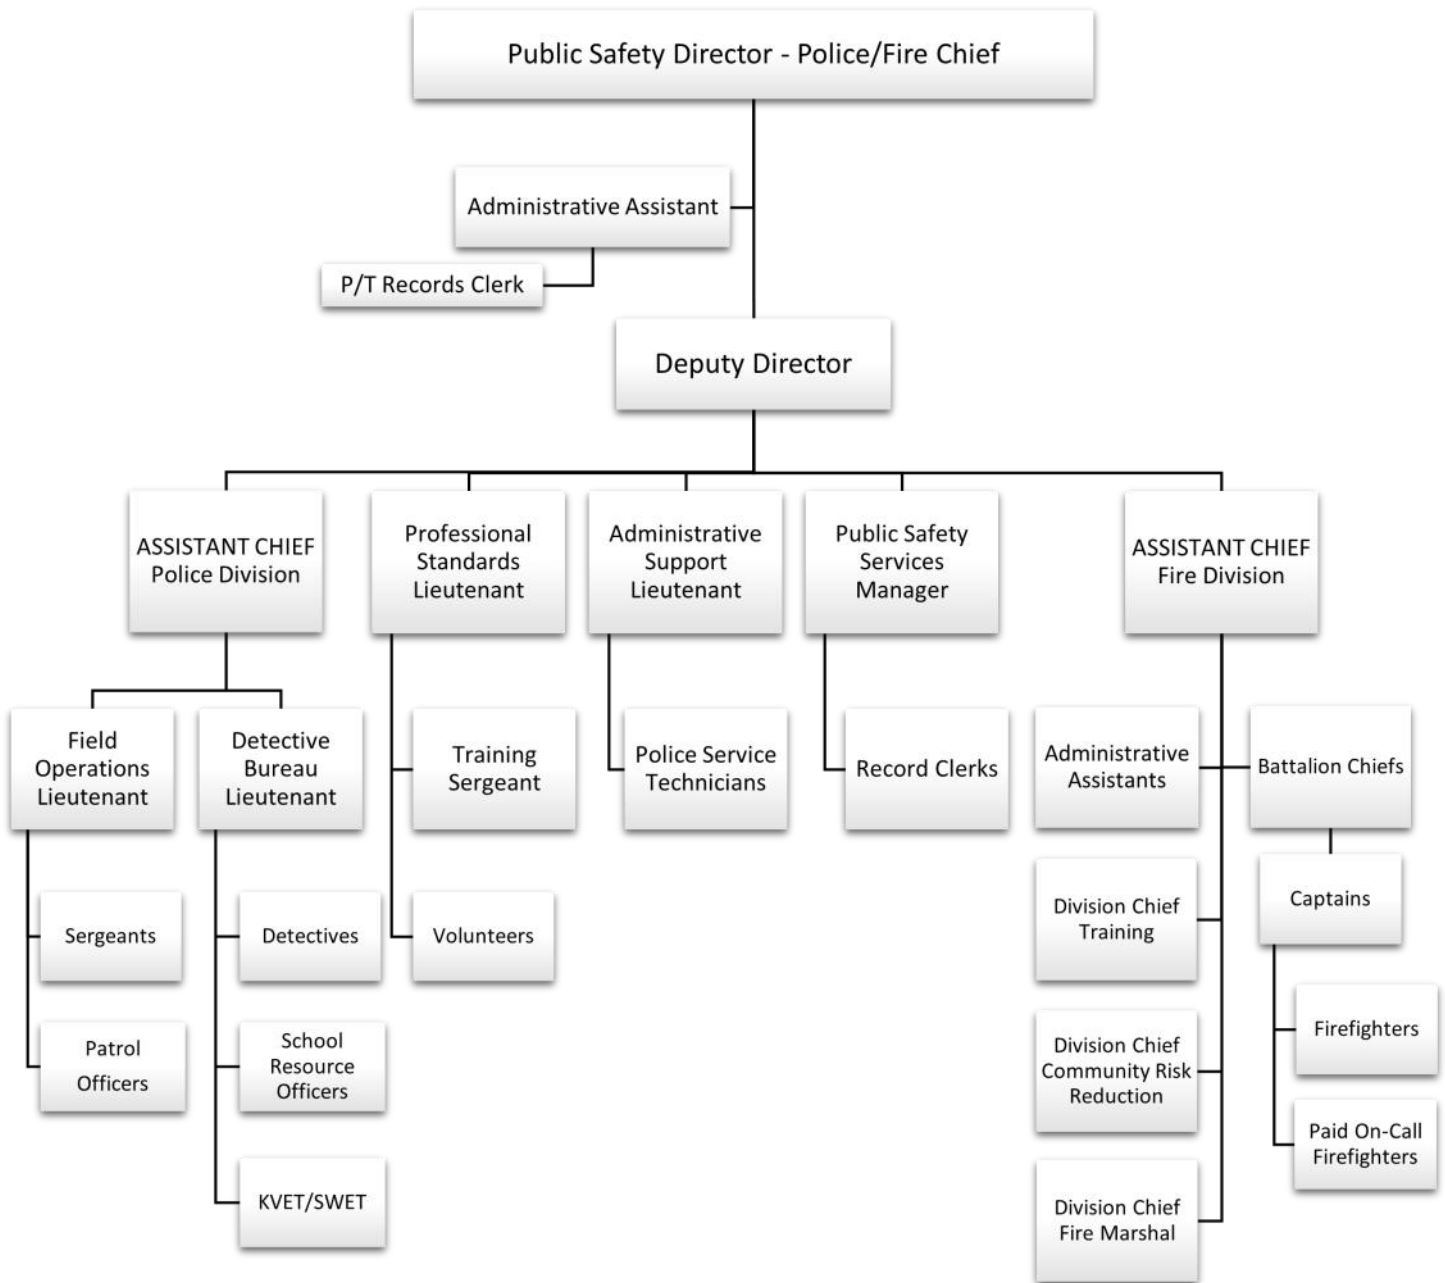 Public Safety Director - Police/Fire Chief
Administrative Assistant
P/T Records Clerk
Deputy Director
ASSISTANT CHIEF
Police Division
Professional
Standards
Lieutenant
Administrative
Support
Lieutenant
Public Safety
Services
Manager
ASSISTANT CHIEF
Fire Division
Field
Operations
Lieutenant
Detective
Bureau
Lieutenant
Training
Sergeant
Police Service
Technicians
Record Clerks
Administrative
Assistants
Battalion Chiefs
Sergeants
Detectives
Volunteers
Division Chief
Training
Captains
Patrol
Officers
School
Resource
Officers
Division Chief
Community Risk
Reduction
Firefighters
Paid On-Call
Firefighters
KVET/SWET
Division Chief
Fire Marshal